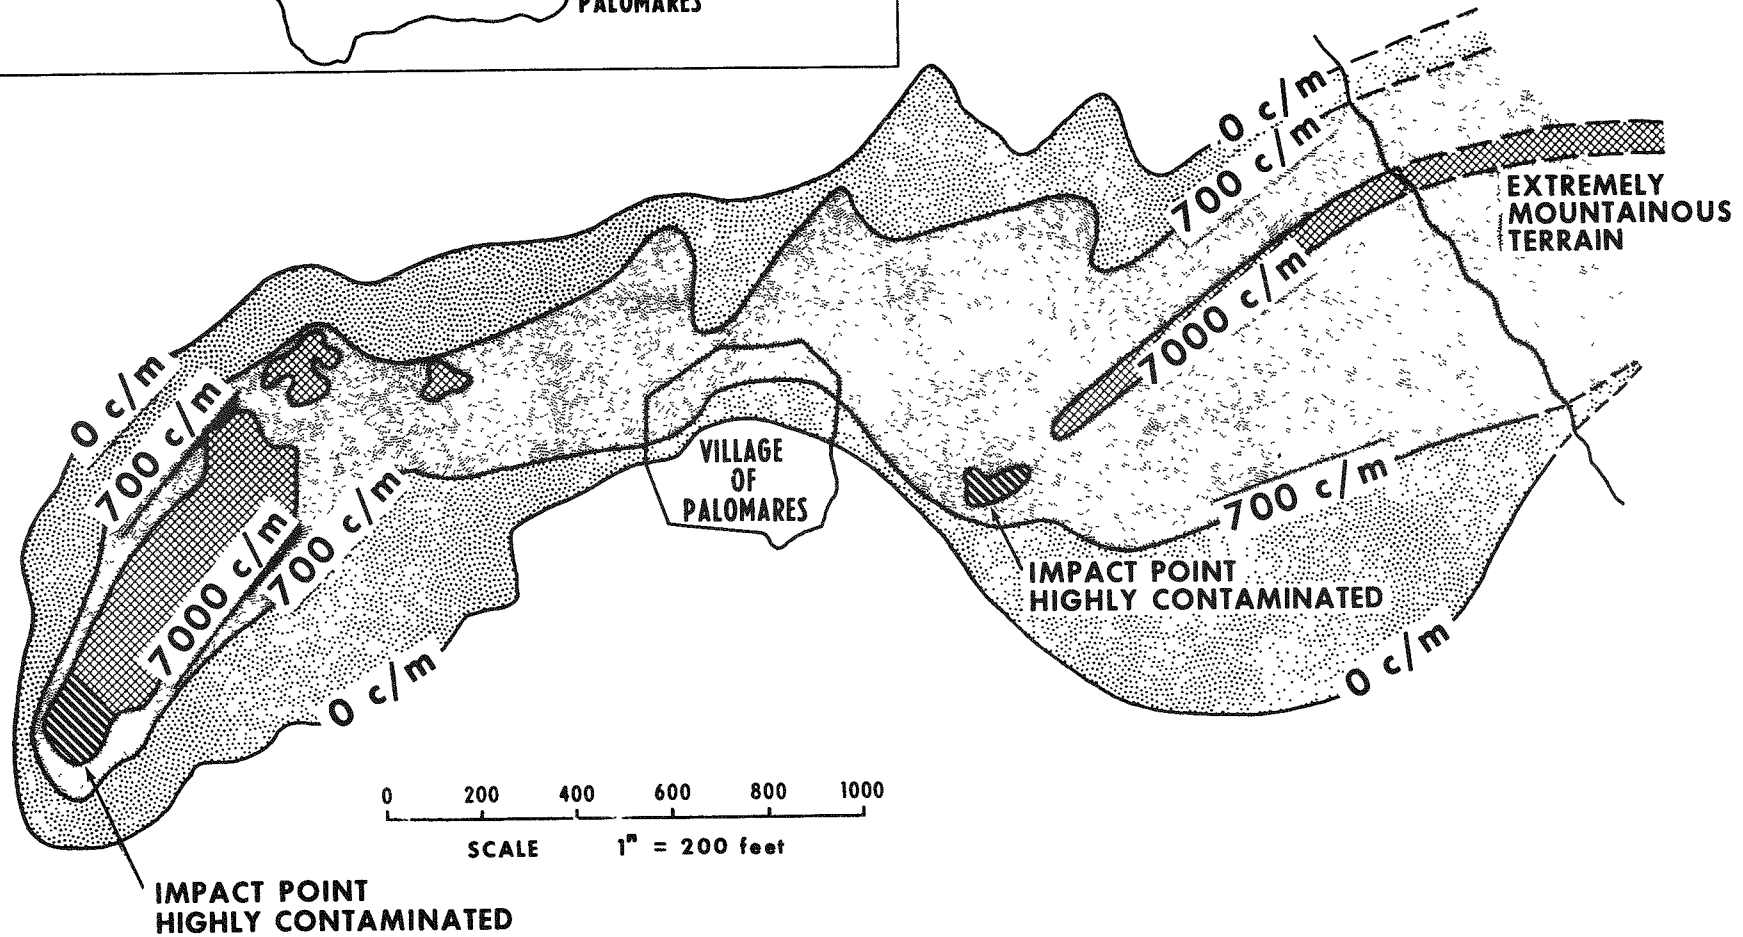 PALOMARES
0 c/m
700 c/m
7000 c/m
EXTREMELY
MOUNTAINOUS
TERRAIN
0 c/m
700 c/m
7000 c/m
700 c/m
0 c/m
VILLAGE
OF
PALOMARES
700 c/m
0 c/m
IMPACT POINT
HIGHLY CONTAMINATED
0 200 400 600 800 1000
SCALE 1" = 200 feet
IMPACT POINT
HIGHLY CONTAMINATED